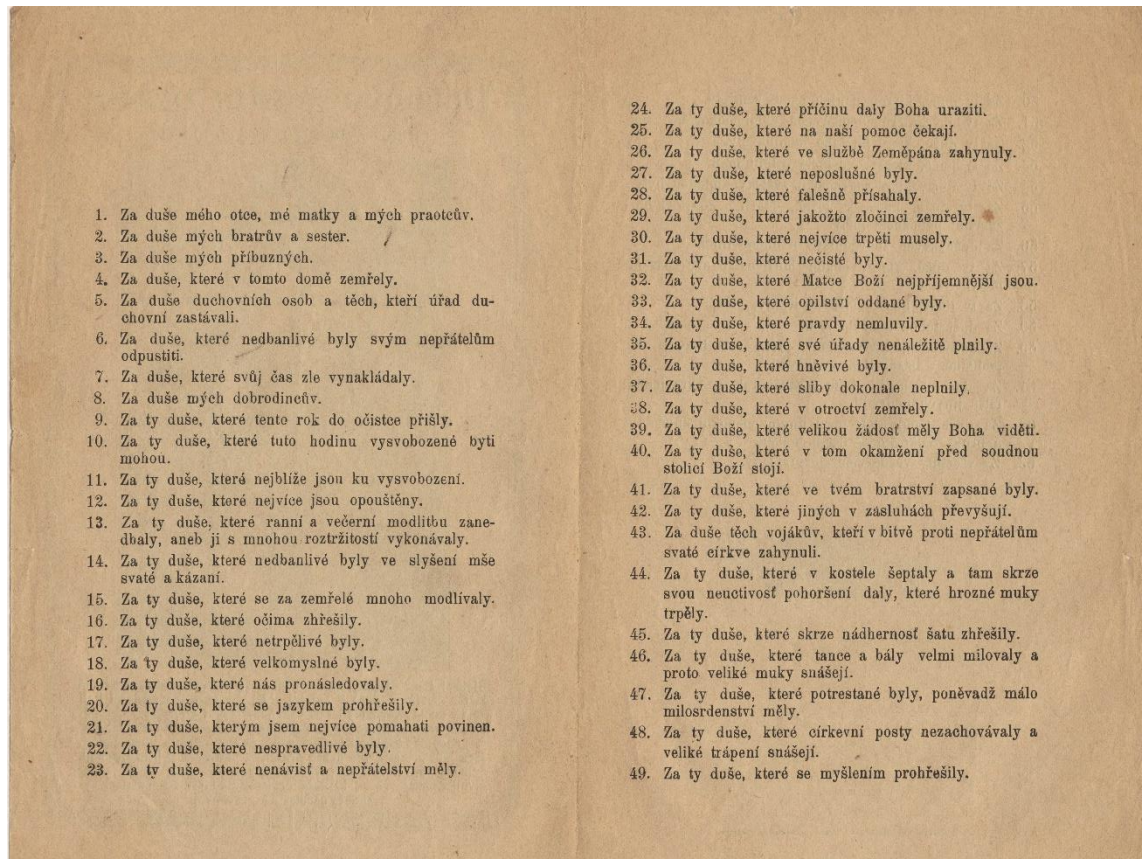 1. Za duše mého otce, mé matky a mých praotcův.
2. Za duše mých bratrův a sester.
3. Za duše mých příbuzných.
4. Za duše, které v tomto domě zemřely.
5. Za duše duchovních osob a těch, kteří úřad du-
chovní zastávali.
6. Za duše, které nedbanlivé byly svým nepřátelům
odpustiti.
7. Za duše, které svůj čas zle vynakládaly.
8. Za duše mých dobrodincův.
9. Za ty duše, které tento rok do očistce přišly.
10. Za ty duše, které tuto hodinu vysvobozené byti
mohou.
11. Za ty duše, které nejblíže jsou ku vysvobození.
12. Za ty duše, které nejvíce jsou opouštěny.
13. Za ty duše, které ranní a večerní modlitbu zane-
dbaly, aneb ji s mnohou roztržitostí vykonávaly.
14. Za ty duše, které nedbanlivé byly ve slyšení mše
svaté a kázaní.
15. Za ty duše, které se za zemřelé mnoho modlívaly.
16. Za ty duše, které očima zhřešily.
17. Za ty duše, které netrpělivé byly.
18. Za ty duše, které velkomyslné byly.
19. Za ty duše, které nás pronásledovaly.
20. Za ty duše, které se jazykem prohřešily.
21. Za ty duše, kterým jsem nejvíce pomahati povinen.
22. Za ty duše, které nespravedlivé byly.
23. Za ty duše, které nenávisť a nepřátelství měly.
24. Za ty duše, které příčinu daly Boha uraziti.
25. Za ty duše, které na naší pomoc čekají.
26. Za ty duše, které ve službě Zeměpána zahynuly.
27. Za ty duše, které neposlušné byly.
28. Za ty duše, které falešně přísahaly.
29. Za ty duše, které jakožto zločinci zemřely.
30. Za ty duše, které nejvíce trpěti musely.
31. Za ty duše, které nečisté byly.
32. Za ty duše, které Matce Boží nejpříjemnější jsou.
33. Za ty duše, které opilství oddané byly.
34. Za ty duše, které pravdy nemluvily.
35. Za ty duše, které své úřady nenáležitě plnily.
36. Za ty duše, které hněvivé byly.
37. Za ty duše, které sliby dokonale neplnily.
38. Za ty duše, které v otroctví zemřely.
39. Za ty duše, které velikou žádosť měly Boha viděti.
40. Za ty duše, které v tom okamžení před soudnou
stolicí Boží stojí.
41. Za ty duše, které ve tvém bratrství zapsané byly.
42. Za ty duše, které jiných v zásluhách převyšují.
43. Za duše těch vojákův, kteří v bitvě proti nepřátelům
svaté církve zahynuli.
44. Za ty duše, které v kostele šeptaly a tam skrze
svou neuctivosť pohoršení daly, které hrozné muky
trpěly.
45. Za ty duše, které skrze nádhernosť šatu zhřešily.
46. Za ty duše, které tance a bály velmi milovaly a
proto veliké muky snášejí.
47. Za ty duše, které potrestané byly, poněvadž málo
milosrdenství měly.
48. Za ty duše, které církevní posty nezachovávaly a
veliké trápení snášejí.
49. Za ty duše, které se myšlením prohřešily.